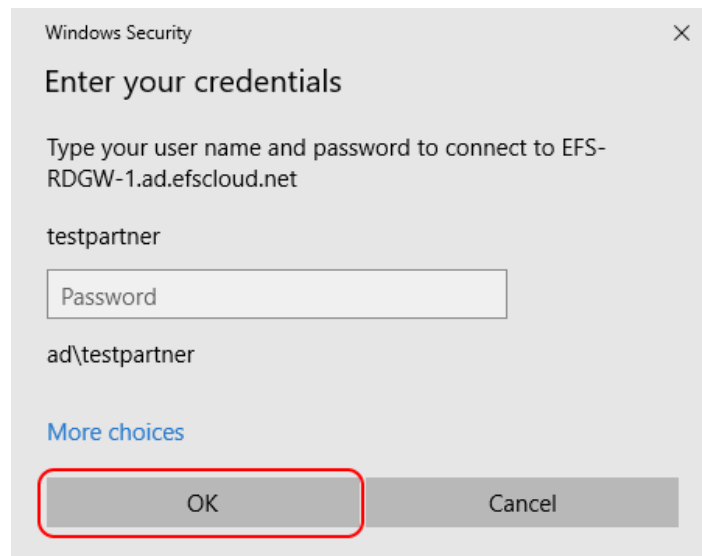 Windows Security
Enter your credentials
Type your user name and password to connect to EFS-
RDGW-1.ad.efscloud.net
testpartner
Password
ad\testpartner
More choices
OK
Cancel